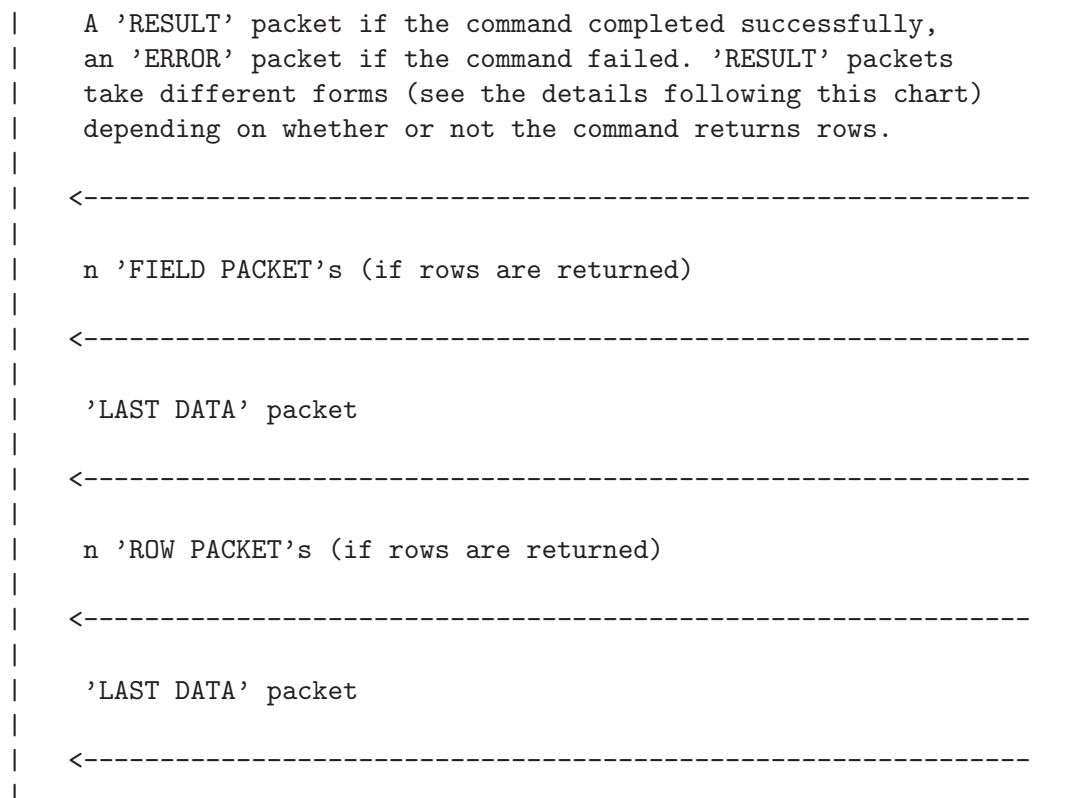 |    A ’RESULT’ packet if the command completed successfully,
|    an ’ERROR’ packet if the command failed. ’RESULT’ packets
|    take different forms (see the details following this chart)
|    depending on whether or not the command returns rows.
|
|   <--------------------------------------------------------------
|
|    n ’FIELD PACKET’s (if rows are returned)
|
|   <--------------------------------------------------------------
|
|    ’LAST DATA’ packet
|
|   <--------------------------------------------------------------
|
|    n ’ROW PACKET’s (if rows are returned)
|
|   <--------------------------------------------------------------
|
|    ’LAST DATA’ packet
|
|   <--------------------------------------------------------------
|